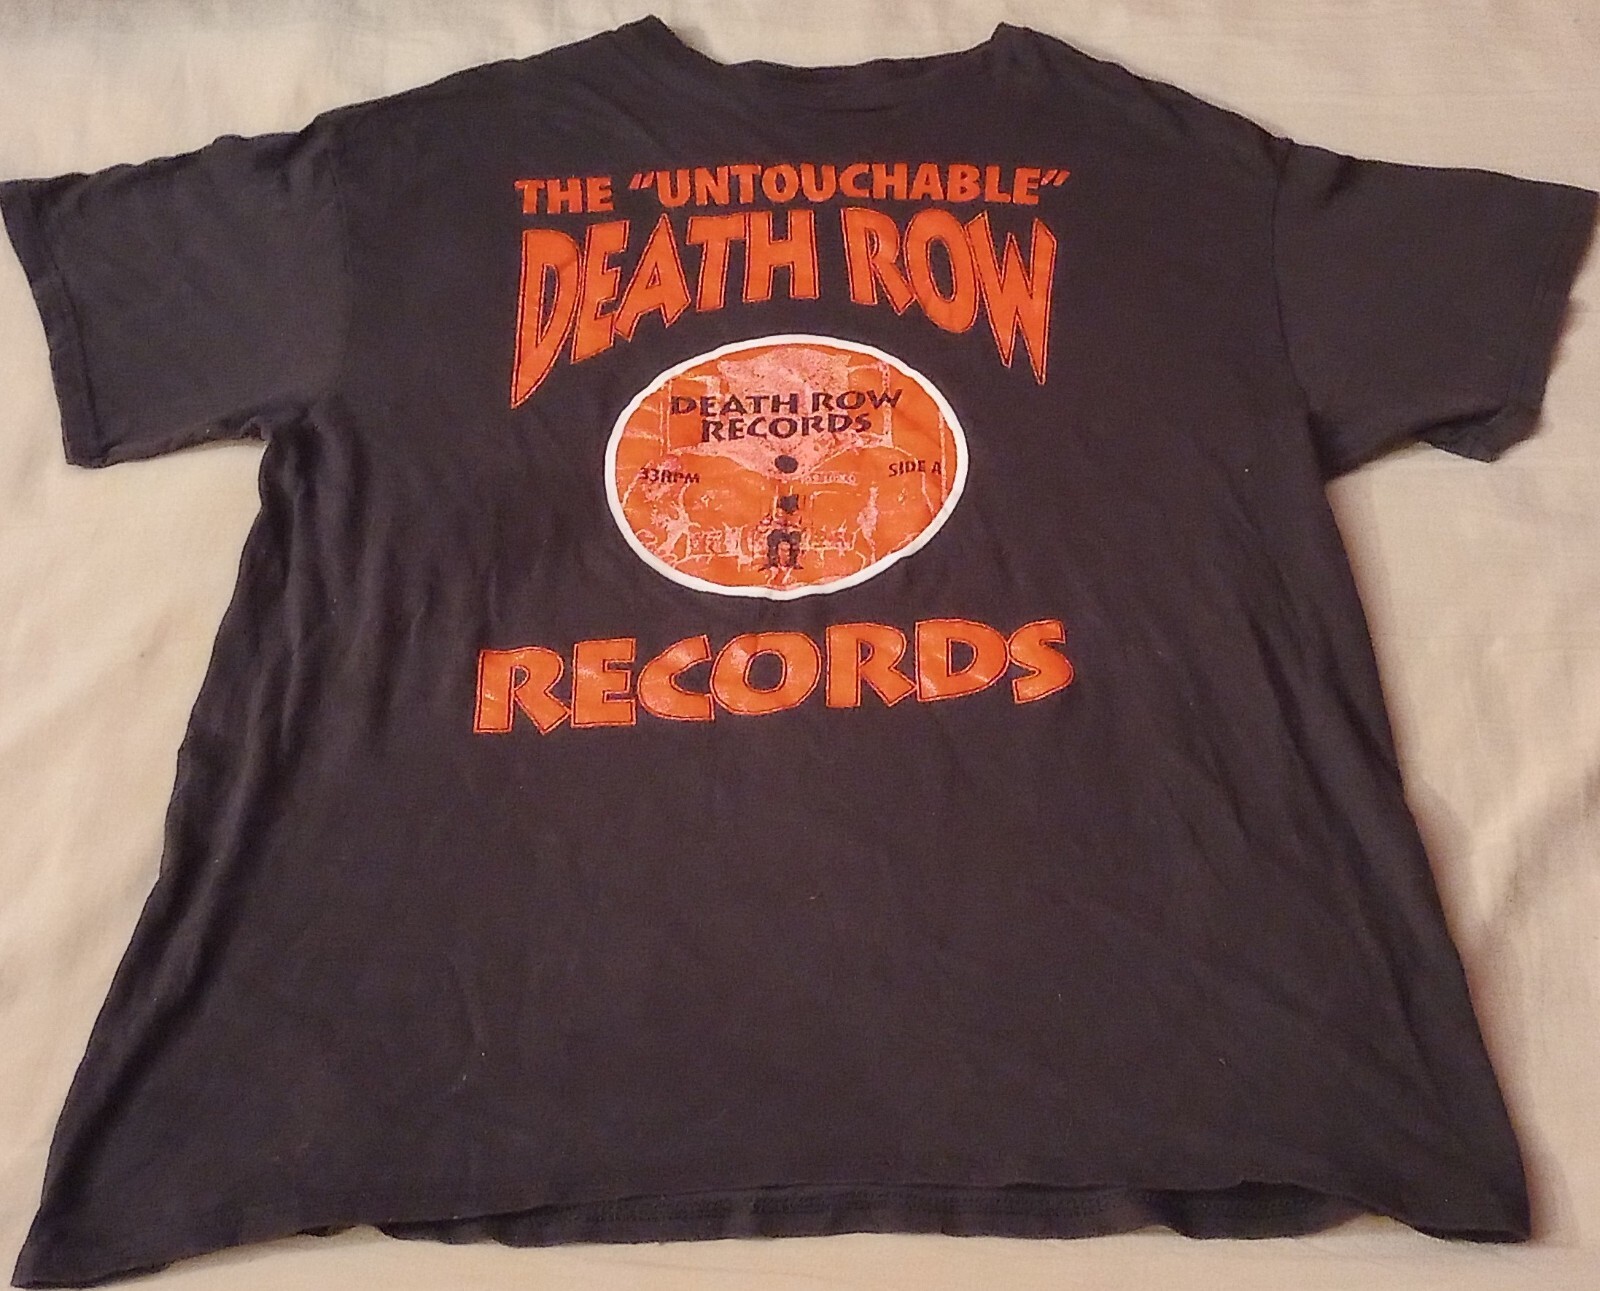 THE "UNTOUCHABLE"
DEATH ROW
DEATH ROW
RECORDS
33RPM
SIDE A
RECORDS